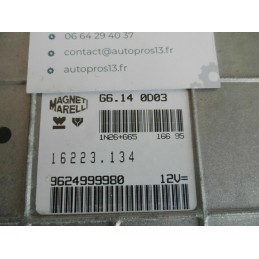 06 64 29 40 37
contact@autopros13.fr
autopros13.fr
MAGNETI
MARELLI
G6.14 0D03
1N26+G65 166 95
16223.134
9624999980 12V=